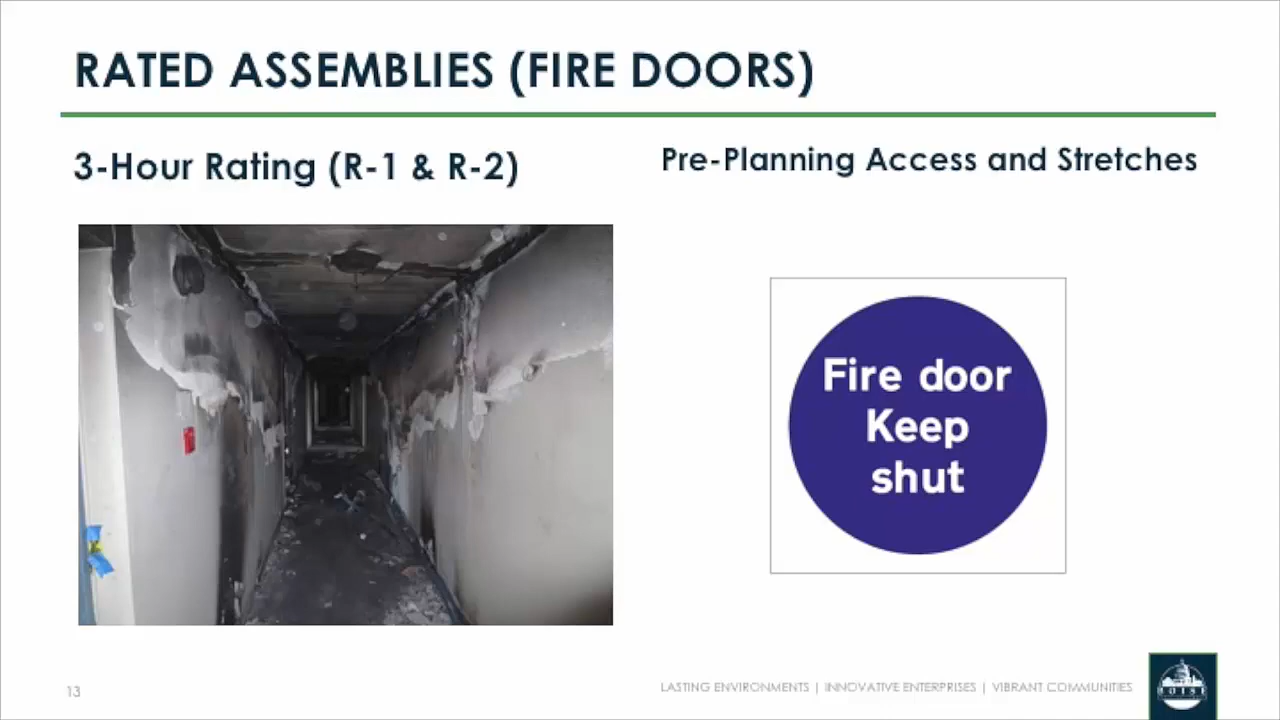 RATED ASSEMBLIES (FIRE DOORS)
3-Hour Rating (R-1 & R-2)
Pre-Planning Access and Stretches
Fire door
Keep
shut
13
LASTING ENVIRONMENTS | INNOVATIVE ENTERPRISES | VIBRANT COMMUNITIES
BOISE